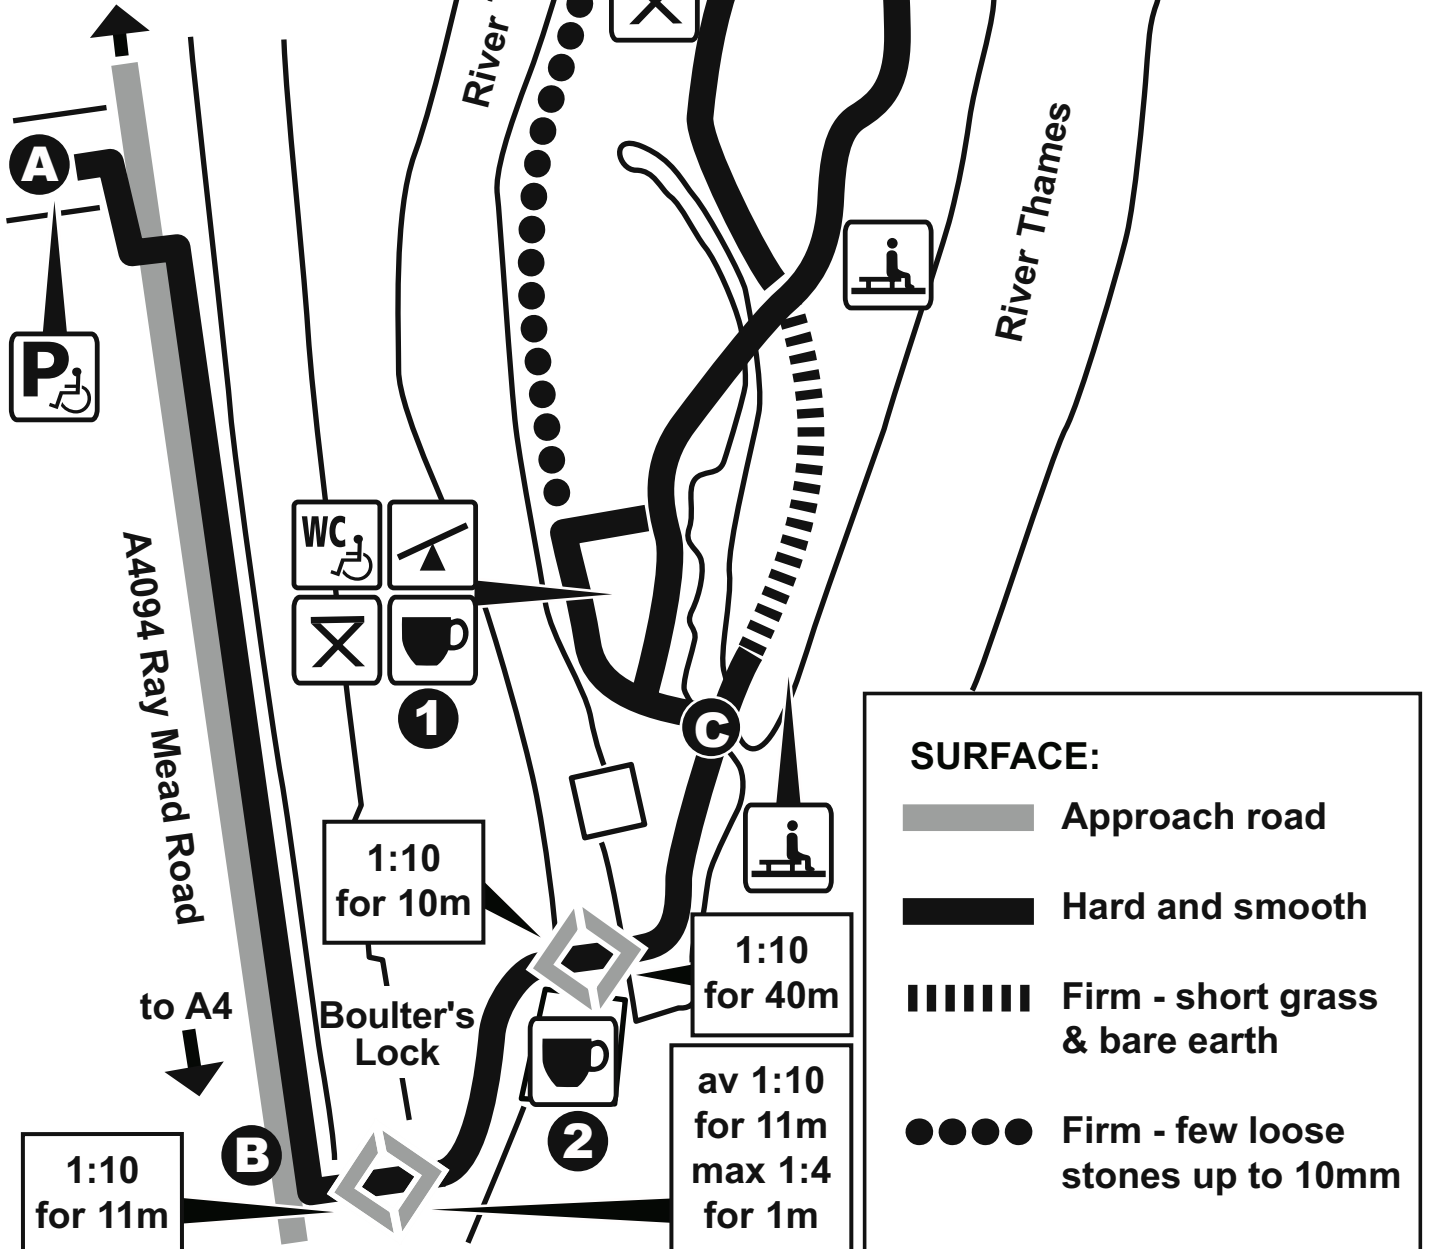 River
River Thames
A
P
WC
1
A4094 Ray Mead Road
C
1:10
for 10m
1:10
for 40m
to A4
Boulter's
Lock
2
B
1:10
for 11m
av 1:10
for 11m
max 1:4
for 1m
SURFACE:
Approach road
Hard and smooth
Firm - short grass
& bare earth
Firm - few loose
stones up to 10mm